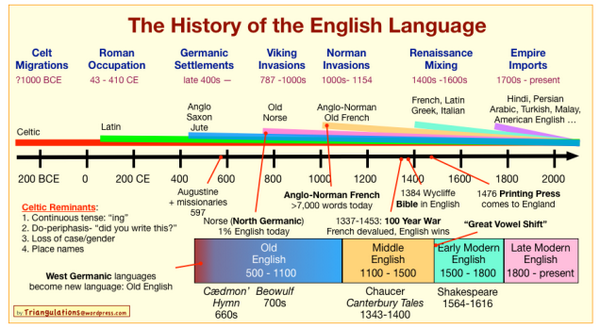 The History of the English Language
Celt
Migrations
?1000 BCE
Roman
Occupation
43 - 410 CE
Germanic
Settlements
late 400s —
Viking
Invasions
787 -1000s
Norman
Invasions
1000s- 1154
Renaissance
Mixing
1400s -1600s
Empire
Imports
1700s - present
Celtic
Latin
Anglo
Saxon
Jute
Old
Norse
Anglo-Norman
Old French
French, Latin
Greek, Italian
Hindi, Persian
Arabic, Turkish, Malay,
American English ...
200 BCE
0
200 CE
400
600
800
1000
1200
1400
1600
1800
2000
Augustine
+ missionaries
597
Anglo-Norman French
>7,000 words today
1384 Wycliffe
Bible in English
1476 Printing Press
comes to England
Celtic Reminants:
1. Continuous tense: "ing"
2. Do-periphasis- "did you write this?"
3. Loss of case/gender
4. Place names
Norse (North Germanic)
1% English today
1337-1453: 100 Year War
French devalued, English wins
"Great Vowel Shift"
West Germanic languages
become new language: Old English
Old
English
500 - 1100
Middle
English
1100 - 1500
Early Modern
English
1500 - 1800
Late Modern
English
1800 - present
Cædmon'
Hymn
660s
Beowulf
700s
Chaucer
Canterbury Tales
1343-1400
Shakespeare
1564-1616
by Triangulations@wordpress.com